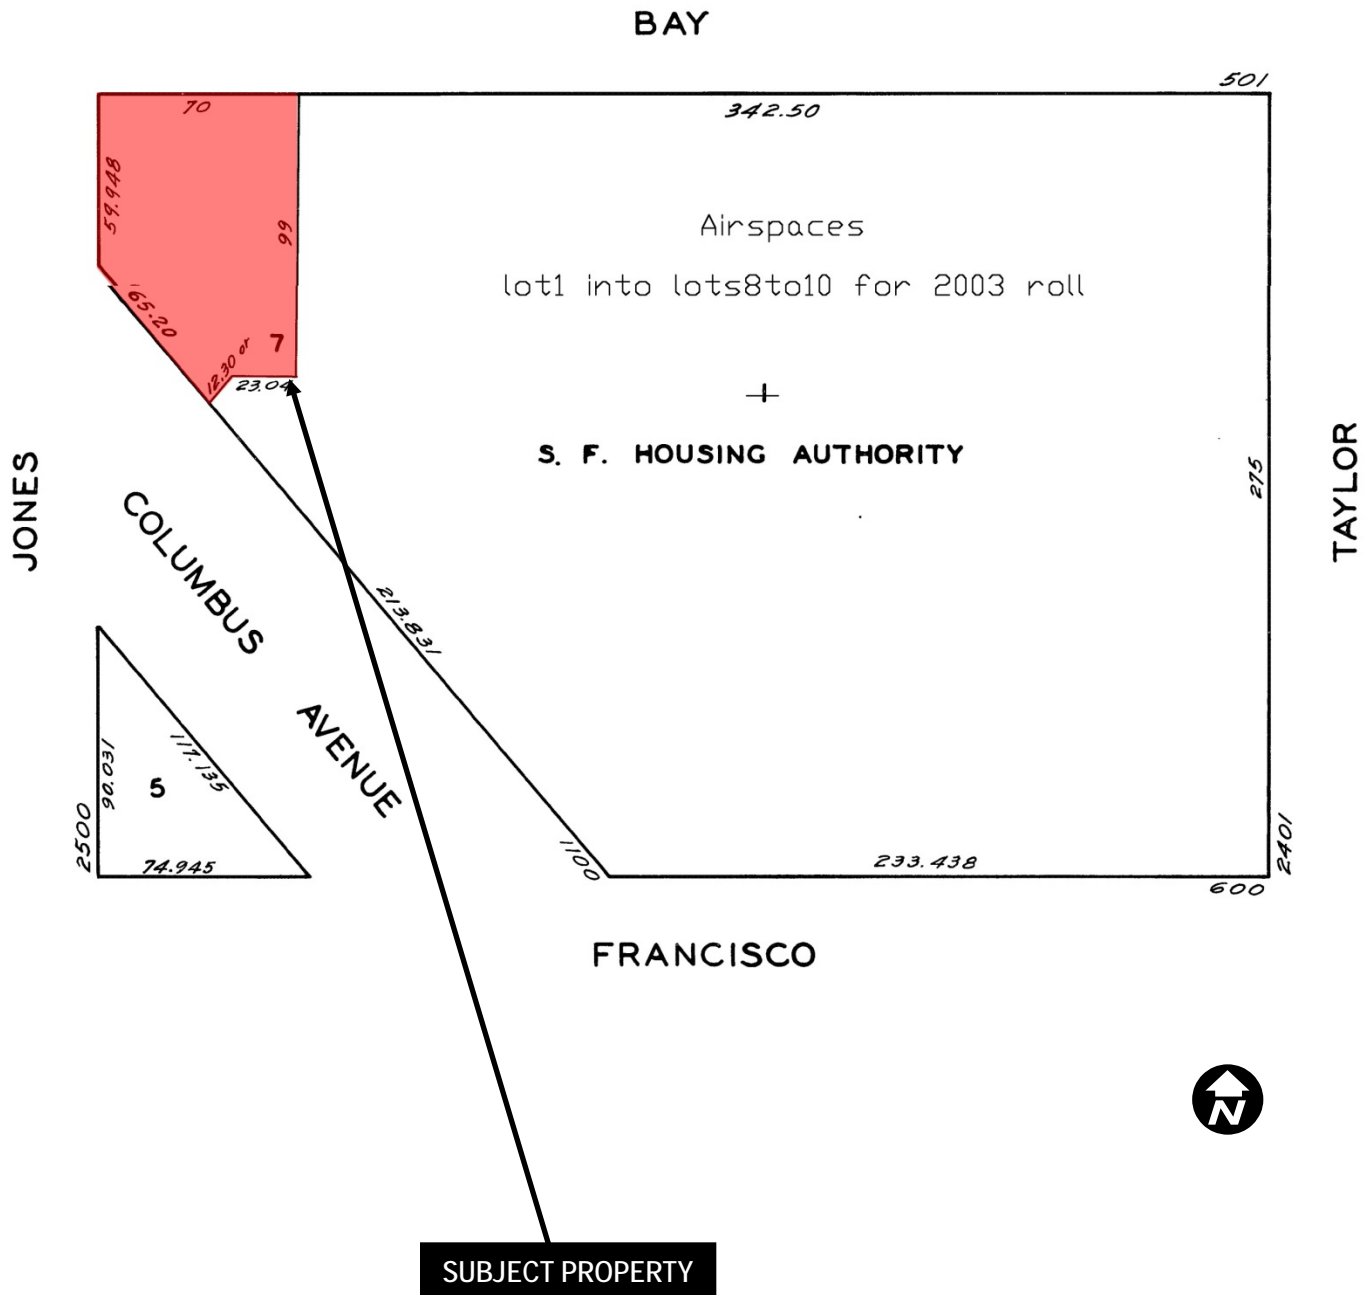 BAY
501
70
342.50
59.948
99
Airspaces
lot1 into lots8to10 for 2003 roll
65.20
12.30 or
7
23.04
S. F. HOUSING AUTHORITY
275
JONES
TAYLOR
COLUMBUS
AVENUE
213.831
90.031
117.135
5
2500
74.945
1100
233.438
2401
600
FRANCISCO
N
SUBJECT PROPERTY